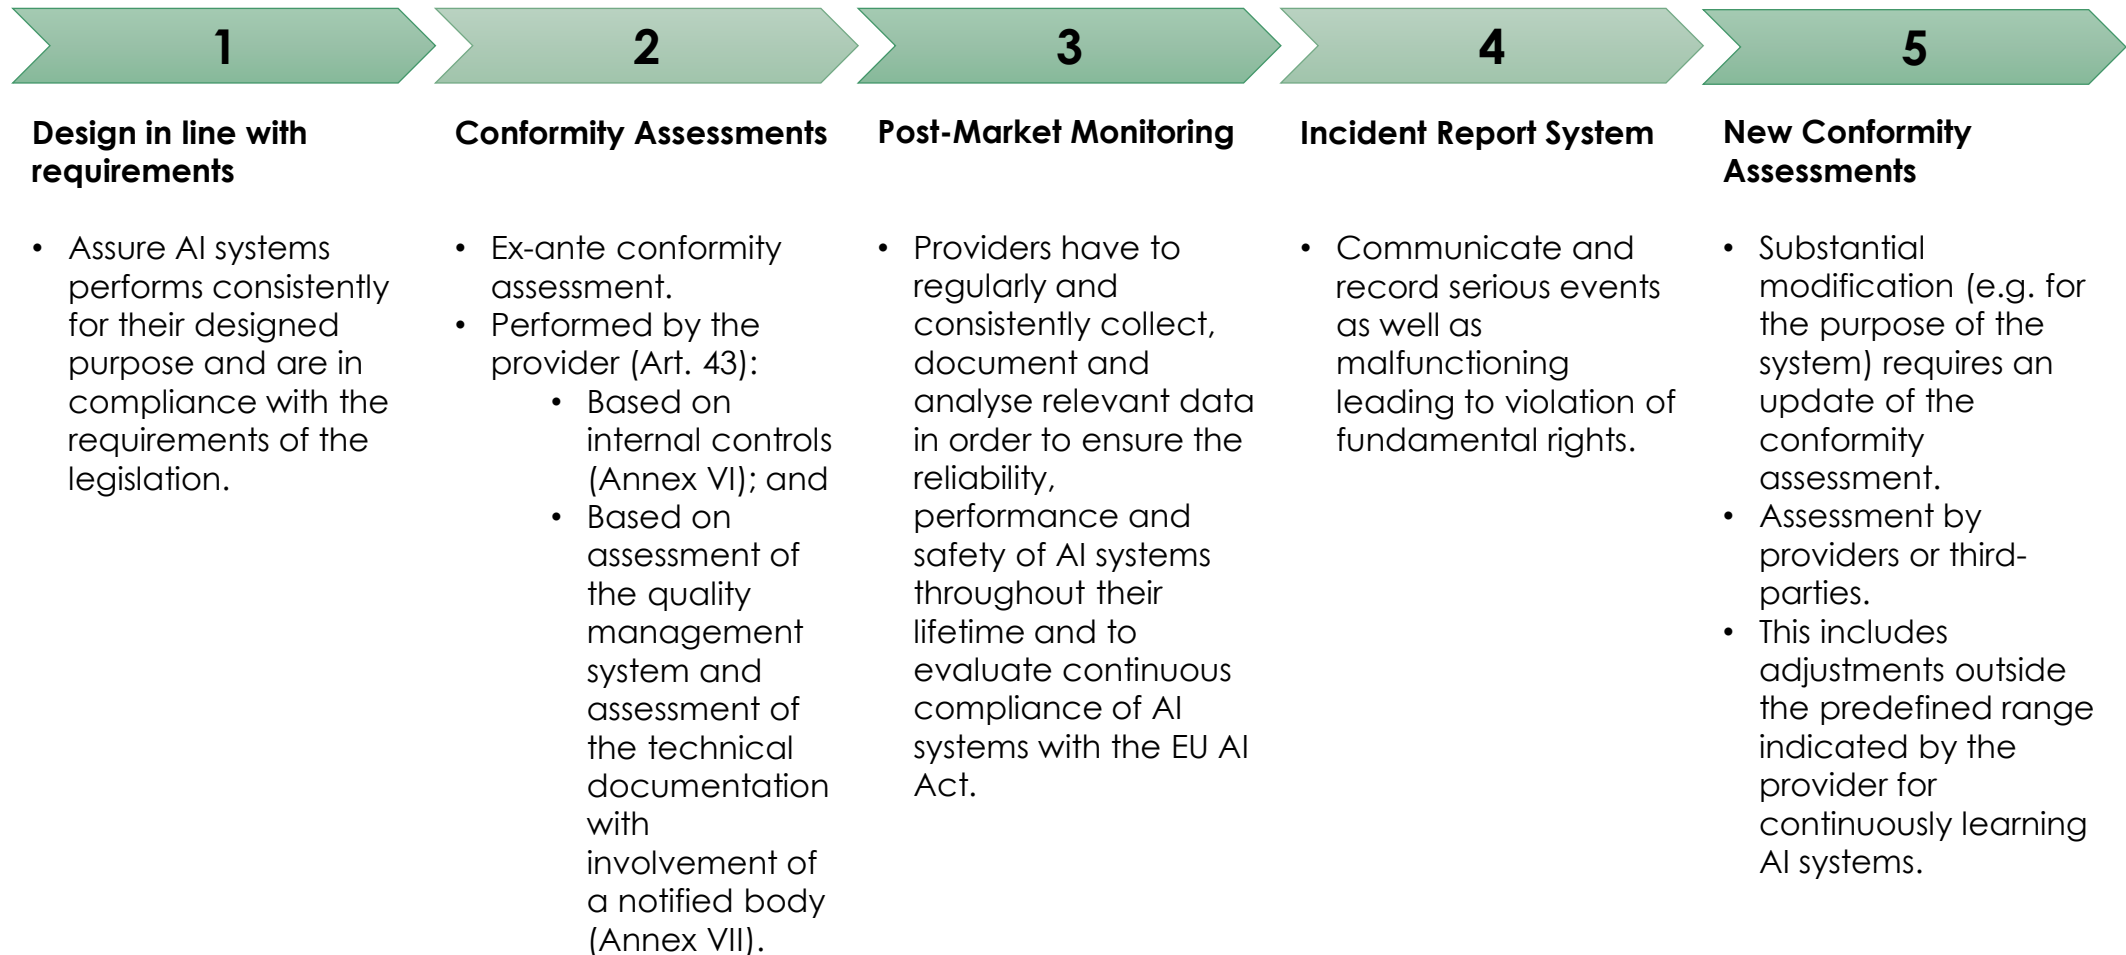 1
Design in line with
requirements
• Assure AI systems
performs consistently
for their designed
purpose and are in
compliance with the
requirements of the
legislation.
2
Conformity Assessments
• Ex-ante conformity
assessment.
• Performed by the
provider (Art. 43):
• Based on
internal controls
(Annex VI); and
• Based on
assessment of
the quality
management
system and
assessment of
the technical
documentation
with
involvement of
a notified body
(Annex VII).
3
Post-Market Monitoring
• Providers have to
regularly and
consistently collect,
document and
analyse relevant data
in order to ensure the
reliability,
performance and
safety of AI systems
throughout their
lifetime and to
evaluate continuous
compliance of AI
systems with the EU AI
Act.
4
Incident Report System
• Communicate and
record serious events
as well as
malfunctioning
leading to violation of
fundamental rights.
5
New Conformity
Assessments
• Substantial
modification (e.g. for
the purpose of the
system) requires an
update of the
conformity
assessment.
• Assessment by
providers or third-
parties.
• This includes
adjustments outside
the predefined range
indicated by the
provider for
continuously learning
AI systems.